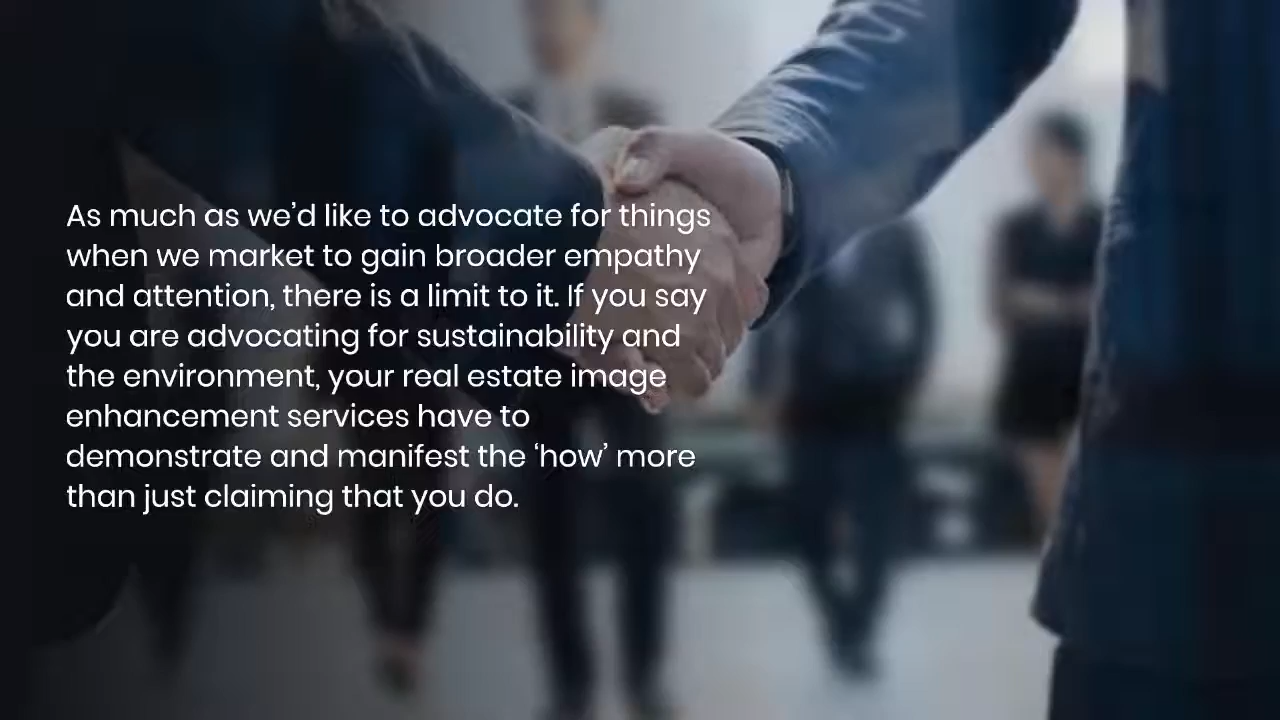 As much as we’d like to advocate for things
when we market to gain broader empathy
and attention, there is a limit to it. If you say
you are advocating for sustainability and
the environment, your real estate image
enhancement services have to
demonstrate and manifest the ‘how’ more
than just claiming that you do.